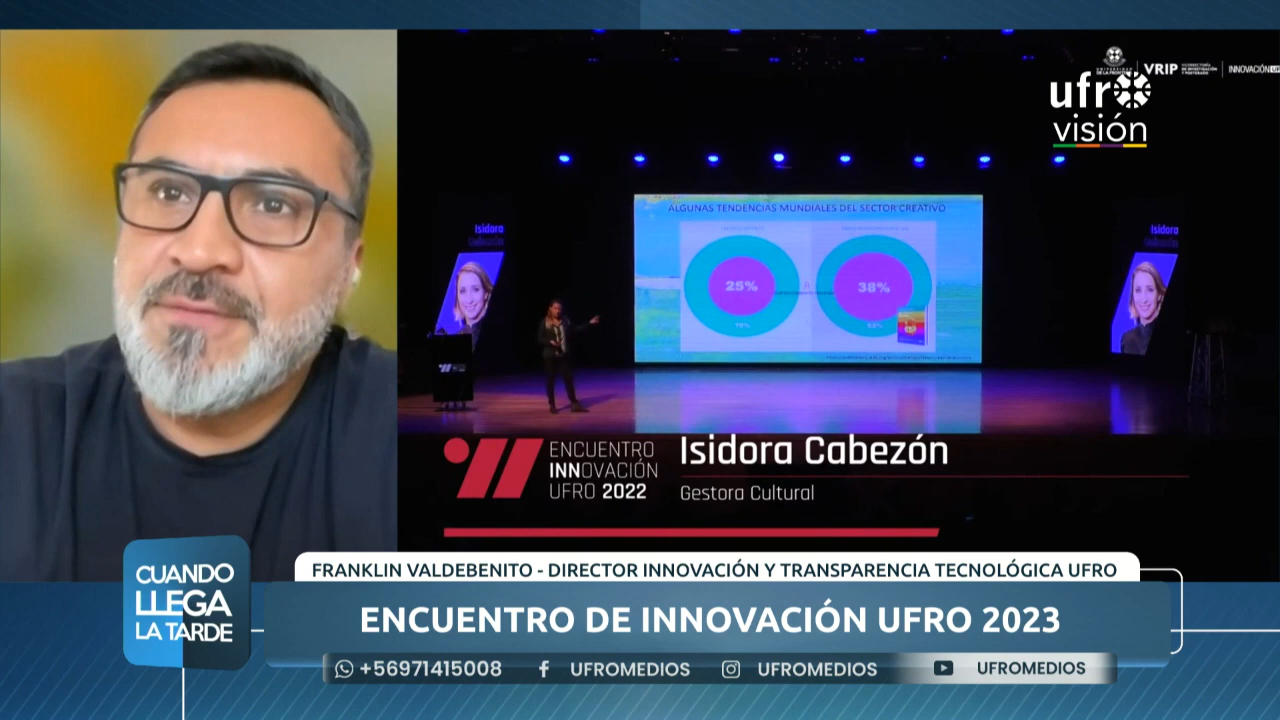 VRIP
INNOVACIÓN
ufro
visión
ALGUNAS TENDENCIAS MUNDIALES DEL SECTOR CREATIVO
25%
38%
Isidora
Isidora
ENCUENTRO
INNOVACIÓN
UFRO 2022
Isidora Cabezón
Gestora Cultural
CUANDO
LLEGA
LA TARDE
FRANKLIN VALDEBENITO - DIRECTOR INNOVACIÓN Y TRANSPARENCIA TECNOLÓGICA UFRO
ENCUENTRO DE INNOVACIÓN UFRO 2023
+56971415008 UFROMEDIOS UFROMEDIOS UFROMEDIOS